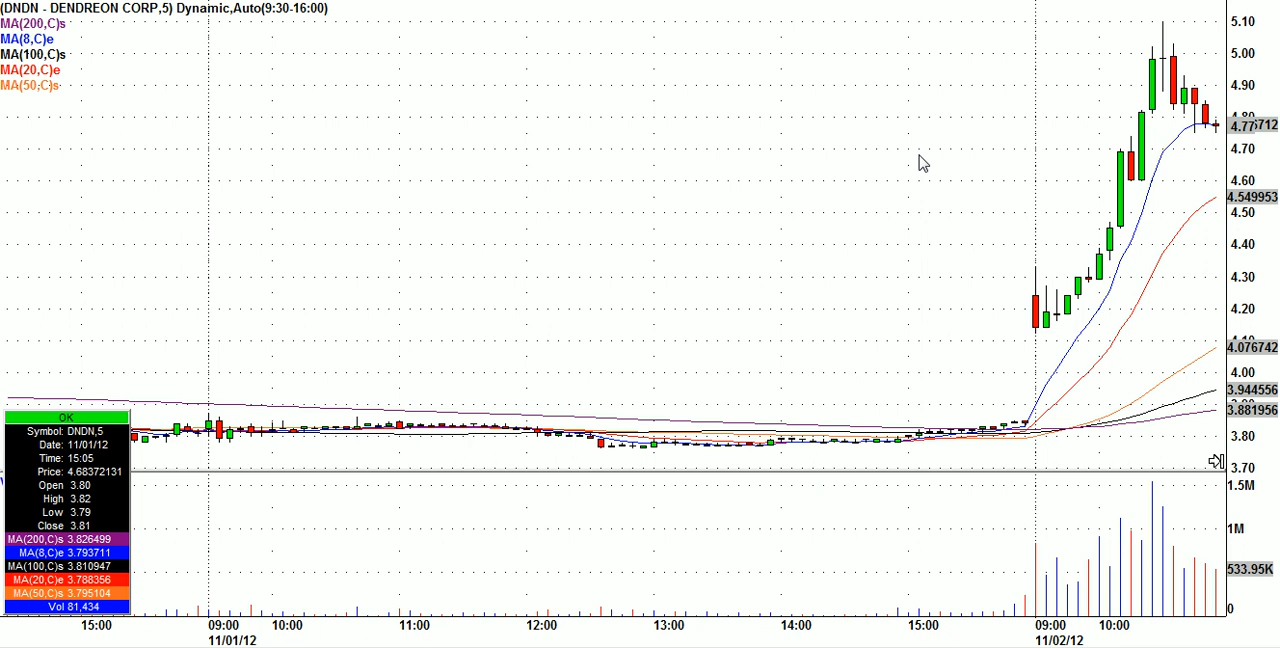 (DNDN - DENDREON CORP,5) Dynamic,Auto(9:30-16:00)
MA(200,C)s
MA(8,C)e
MA(100,C)s
MA(20,C)e
MA(50,C)s
5.10
5.00
4.90
4.80
4.70
4.60
4.549953
4.50
4.40
4.30
4.20
4.10
4.076742
4.00
3.944556
3.90
3.881956
3.80
3.70
OK
Symbol: DNDN,5
Date: 11/01/12
Time: 15:05
Price: 4.68372131
Open 3.80
High 3.82
Low 3.79
Close 3.81
MA(200,C)s 3.826499
MA(8,C)e 3.793711
MA(100,C)s 3.810947
MA(20,C)e 3.788356
MA(50,C)s 3.795104
Vol 81,434
1.5M
1M
533.95K
0
15:00 09:00 10:00 11:00 12:00 13:00 14:00 15:00 09:00 10:00
11/01/12 11/02/12